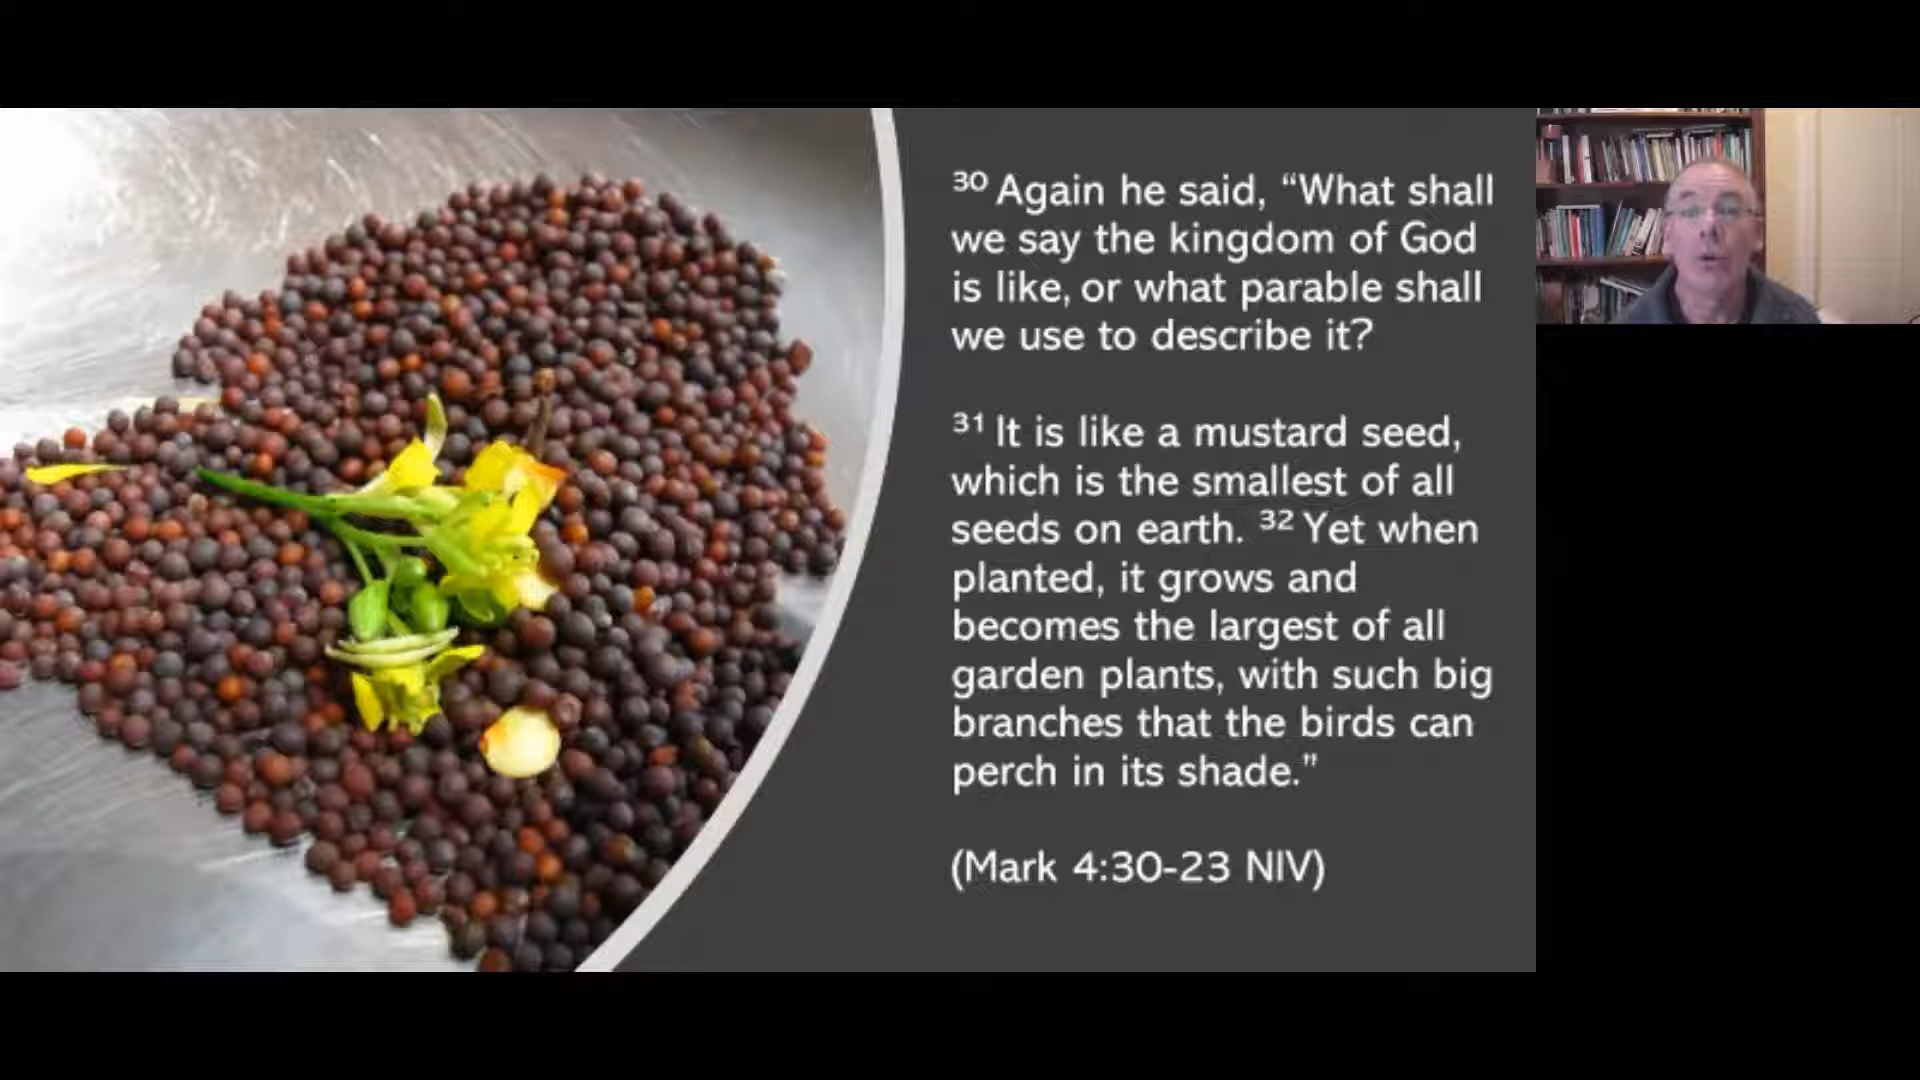 30 Again he said, “What shall
we say the kingdom of God
is like, or what parable shall
we use to describe it?
31 It is like a mustard seed,
which is the smallest of all
seeds on earth. 32 Yet when
planted, it grows and
becomes the largest of all
garden plants, with such big
branches that the birds can
perch in its shade.”
(Mark 4:30-23 NIV)